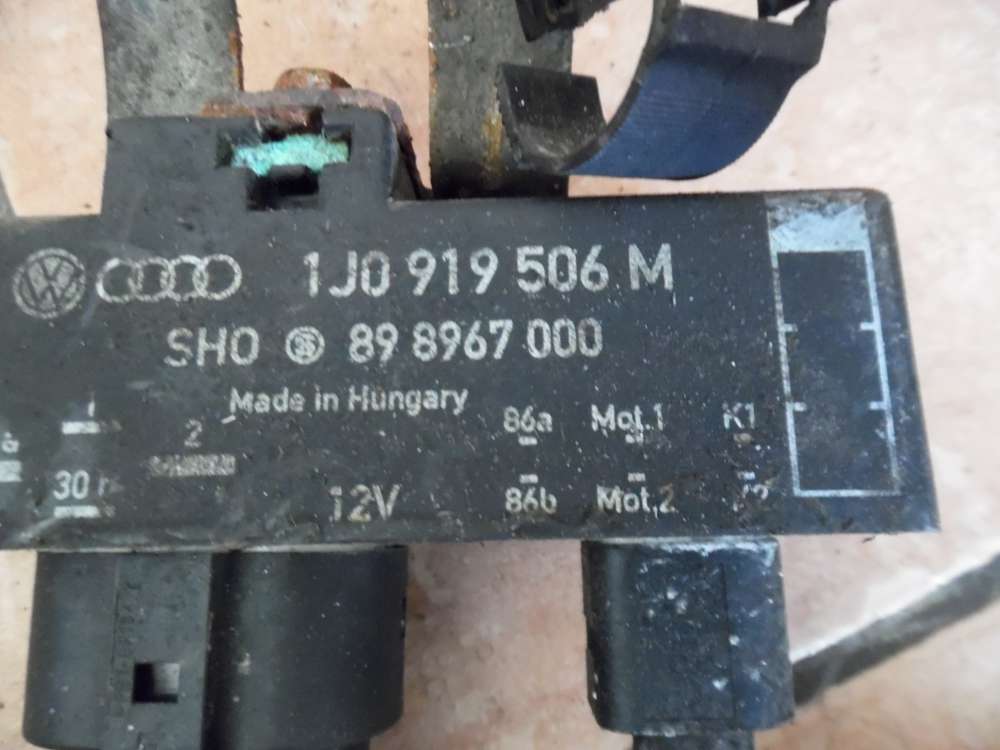 1J0 919 506 M
SHO 89 8967 000
Made in Hungary
1 2 86a Mot.1 K1
30 12V 86b Mot.2